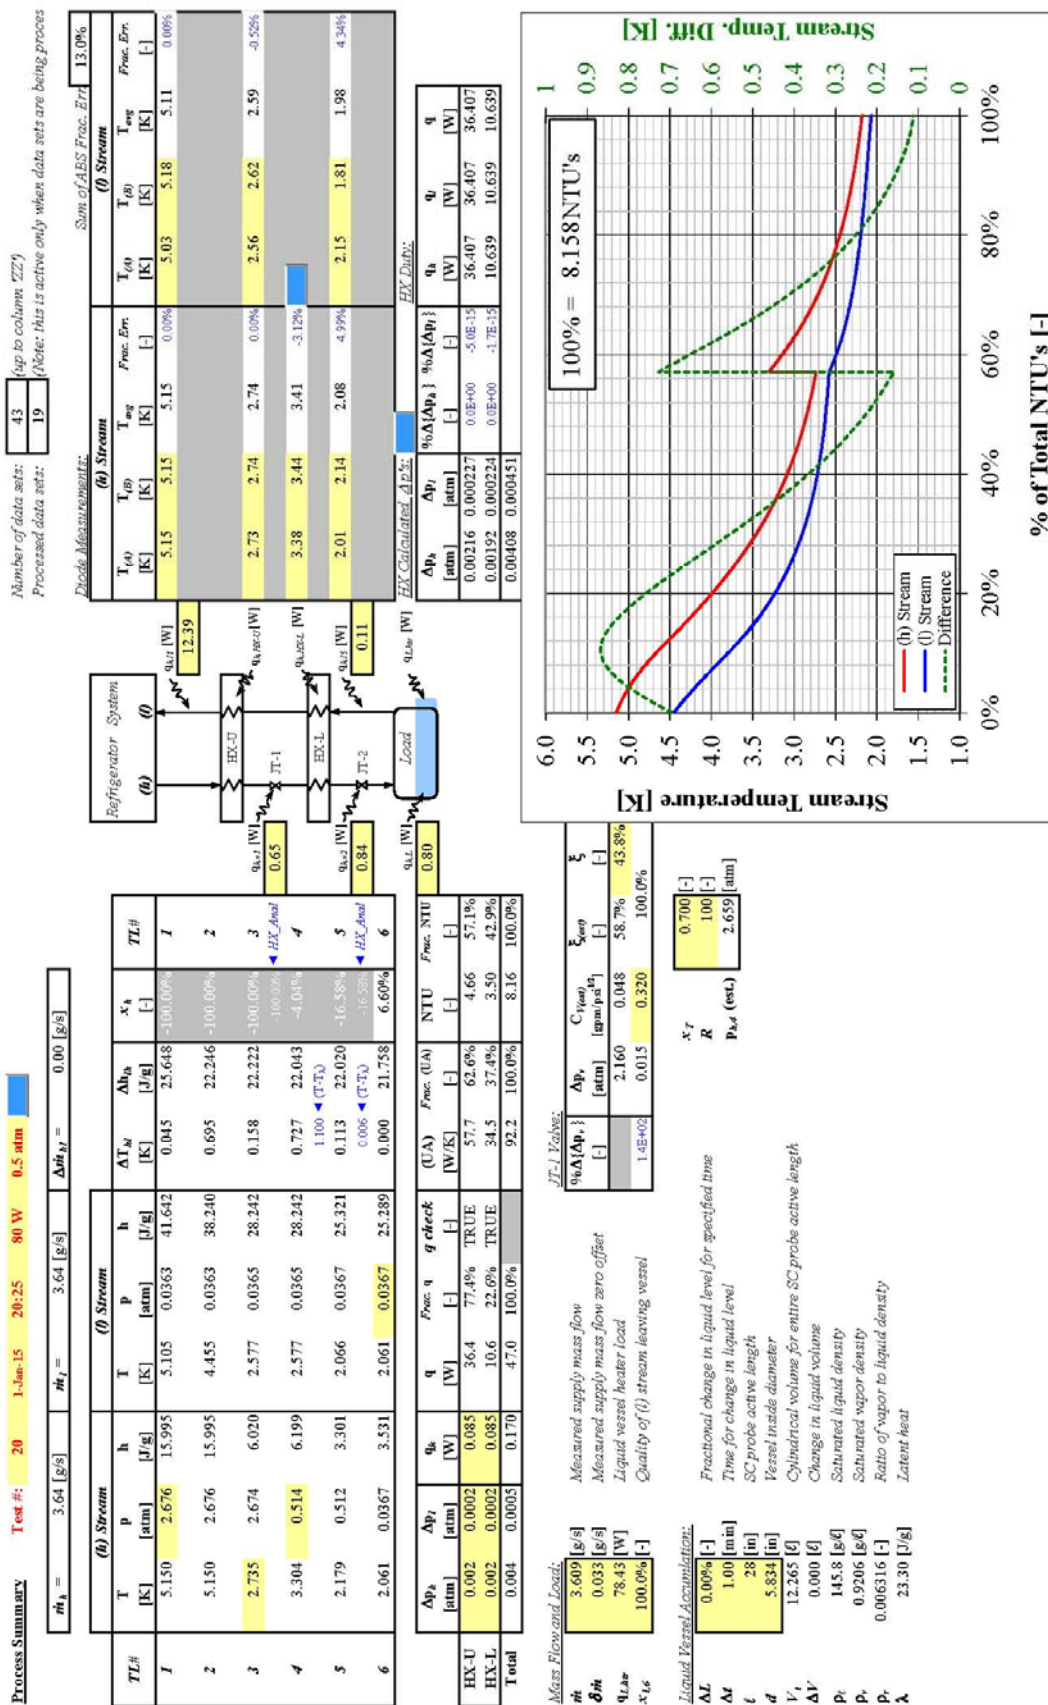 Process Summary Test #: 20 1-Jan-15 20:25 80 W 0.5 atm
Number of data sets: 43 (up to column 'ZZ')
Processed data sets: 19 (Note: this is active only when data sets are being proces
ṁh = 3.64 [g/s] ṁl = 3.64 [g/s] Δṁhl = 0.00 [g/s]
(h) Stream (l) Stream
TL# T p h T p h ΔThl Δhlh xh TL#
[K] [atm] [J/g] [K] [atm] [J/g] [K] [J/g] [-]
1 5.150 2.676 15.995 5.105 0.0363 41.642 0.045 25.648 -100.00% 1
2 5.150 2.676 15.995 4.455 0.0363 38.240 0.695 22.246 -100.00% 2
3 2.735 2.674 6.020 2.577 0.0365 28.242 0.158 22.222 -100.00% 3
-100.00% ◄ HX_Anal
4 3.304 0.514 6.199 2.577 0.0365 28.242 0.727 22.043 -4.04% 4
1.100 ◄ (T-Tλ)
5 2.179 0.512 3.301 2.066 0.0367 25.321 0.113 22.020 -16.58% 5
0.006 ◄ (T-Tλ) -16.58% ◄ HX_Anal
6 2.061 0.0367 3.531 2.061 0.0367 25.289 0.000 21.758 6.60% 6
Δph Δpl qk q Frac. q q check (UA) Frac. (UA) NTU Frac. NTU
[atm] [atm] [W] [W] [-] [-] [W/K] [-] [-] [-]
HX-U 0.002 0.0002 0.085 36.4 77.4% TRUE 57.7 62.6% 4.66 57.1%
HX-L 0.002 0.0002 0.085 10.6 22.6% TRUE 34.5 37.4% 3.50 42.9%
Total 0.004 0.0005 0.170 47.0 100.0% 92.2 100.0% 8.16 100.0%
Refrigerator System
(h) (l)
HX-U
JT-1
HX-L
JT-2
Load
qk,l1 [W]
12.39
qk,HX-U [W]
qk,HX-L [W]
qk,l5 [W]
0.11
qL,htr [W]
[W]
0.65
[W]
0.84
qk,L [W]
0.80
Diode Measurements: Sum of ABS Frac. Err. 13.0%
(h) Stream (l) Stream
T(A) T(B) Tavg Frac. Err. T(A) T(B) Tavg Frac. Err.
[K] [K] [K] [-] [K] [K] [K] [-]
5.15 5.15 5.15 0.00% 5.03 5.18 5.11 0.00%
2.73 2.74 2.74 0.00% 2.56 2.62 2.59 -0.52%
3.38 3.44 3.41 -3.12%
2.01 2.14 2.08 4.99% 2.15 1.81 1.98 4.34%
HX Calculated Δp's: HX Duty:
Δph Δpl %Δ{Δph} %Δ{Δpl} qh ql q
[atm] [atm] [-] [W] [W] [W]
0.00216 0.000227 0.0E+00 -5.0E-15 36.407 36.407 36.407
0.00192 0.000224 0.0E+00 -1.7E-15 10.639 10.639 10.639
0.00408 0.000451
Mass Flow and Load:
ṁ 3.609 [g/s] Measured supply mass flow
δṁ 0.033 [g/s] Measured supply mass flow zero offset
qL,htr 78.43 [W] Liquid vessel heater load
xl,6 100.0% [-] Quality of (l) stream leaving vessel
Liquid Vessel Accumlation:
ΔL 0.00% [-] Fractional change in liquid level for specified time
Δt 1.00 [min] Time for change in liquid level
ℓ 28 [in] SC probe active length
d 5.834 [in] Vessel inside diameter
12.265 [ℓ] Cylindrical volume for entire SC probe active length
ΔV 0.000 [ℓ] Change in liquid volume
ρℓ 145.8 [g/ℓ] Saturated liquid density
ρv 0.9206 [g/ℓ] Saturated vapor density
ρr 0.006316 [-] Ratio of vapor to liquid density
λ 23.30 [J/g] Latent heat
JT-1 Valve:
%Δ{Δpv} Δpv CV(est) ξx(est) ξ
[-] [atm] [gpm/psi^1/2] [-] [-]
2.160 0.048 58.7% 43.8%
1.4E+02 0.015 0.320 100.0%
xT 0.700 [-]
R 100 [-]
ph,4 (est.) 2.659 [atm]
Stream Temperature [K]
6.0
5.5
5.0
4.5
4.0
3.5
3.0
2.5
2.0
1.5
1.0
100% = 8.158NTU's
(h) Stream
(l) Stream
Difference
1
0.9
0.8
0.7
0.6
0.5
0.4
0.3
0.2
0.1
0
Stream Temp. Diff. [K]
0% 20% 40% 60% 80% 100%
% of Total NTU's [-]